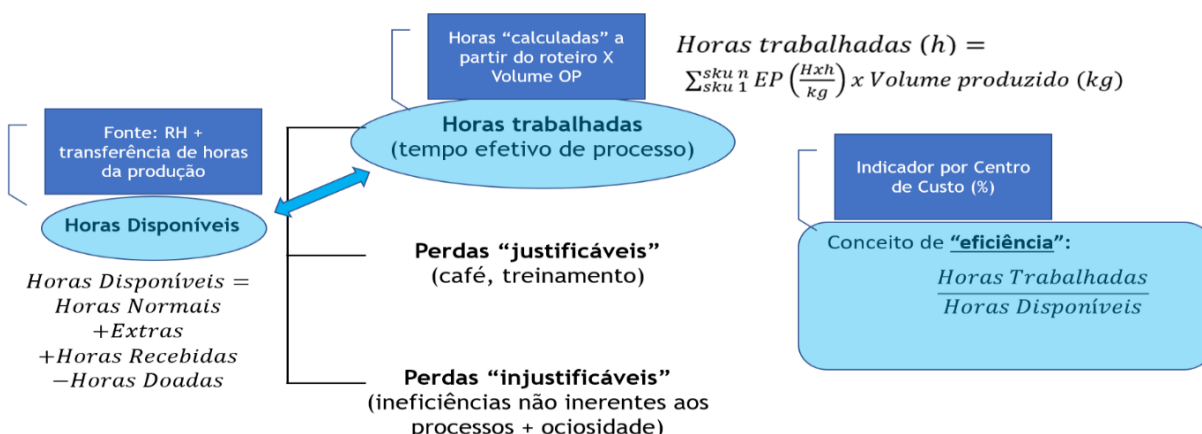 Horas “calculadas” a
partir do roteiro X
Volume OP
Horas trabalhadas (h) =
∑ sku n sku 1 EP (Hxh/kg) x Volume produzido (kg)
Fonte: RH +
transferência de horas
da produção
Horas trabalhadas
(tempo efetivo de processo)
Indicador por Centro
de Custo (%)
Horas Disponíveis
Conceito de “eficiência”:
Horas Trabalhadas
Horas Disponíveis
Perdas “justificáveis”
(café, treinamento)
Horas Disponíveis =
Horas Normais
+Extras
+Horas Recebidas
−Horas Doadas
Perdas “injustificáveis”
(ineficiências não inerentes aos
processos + ociosidade)